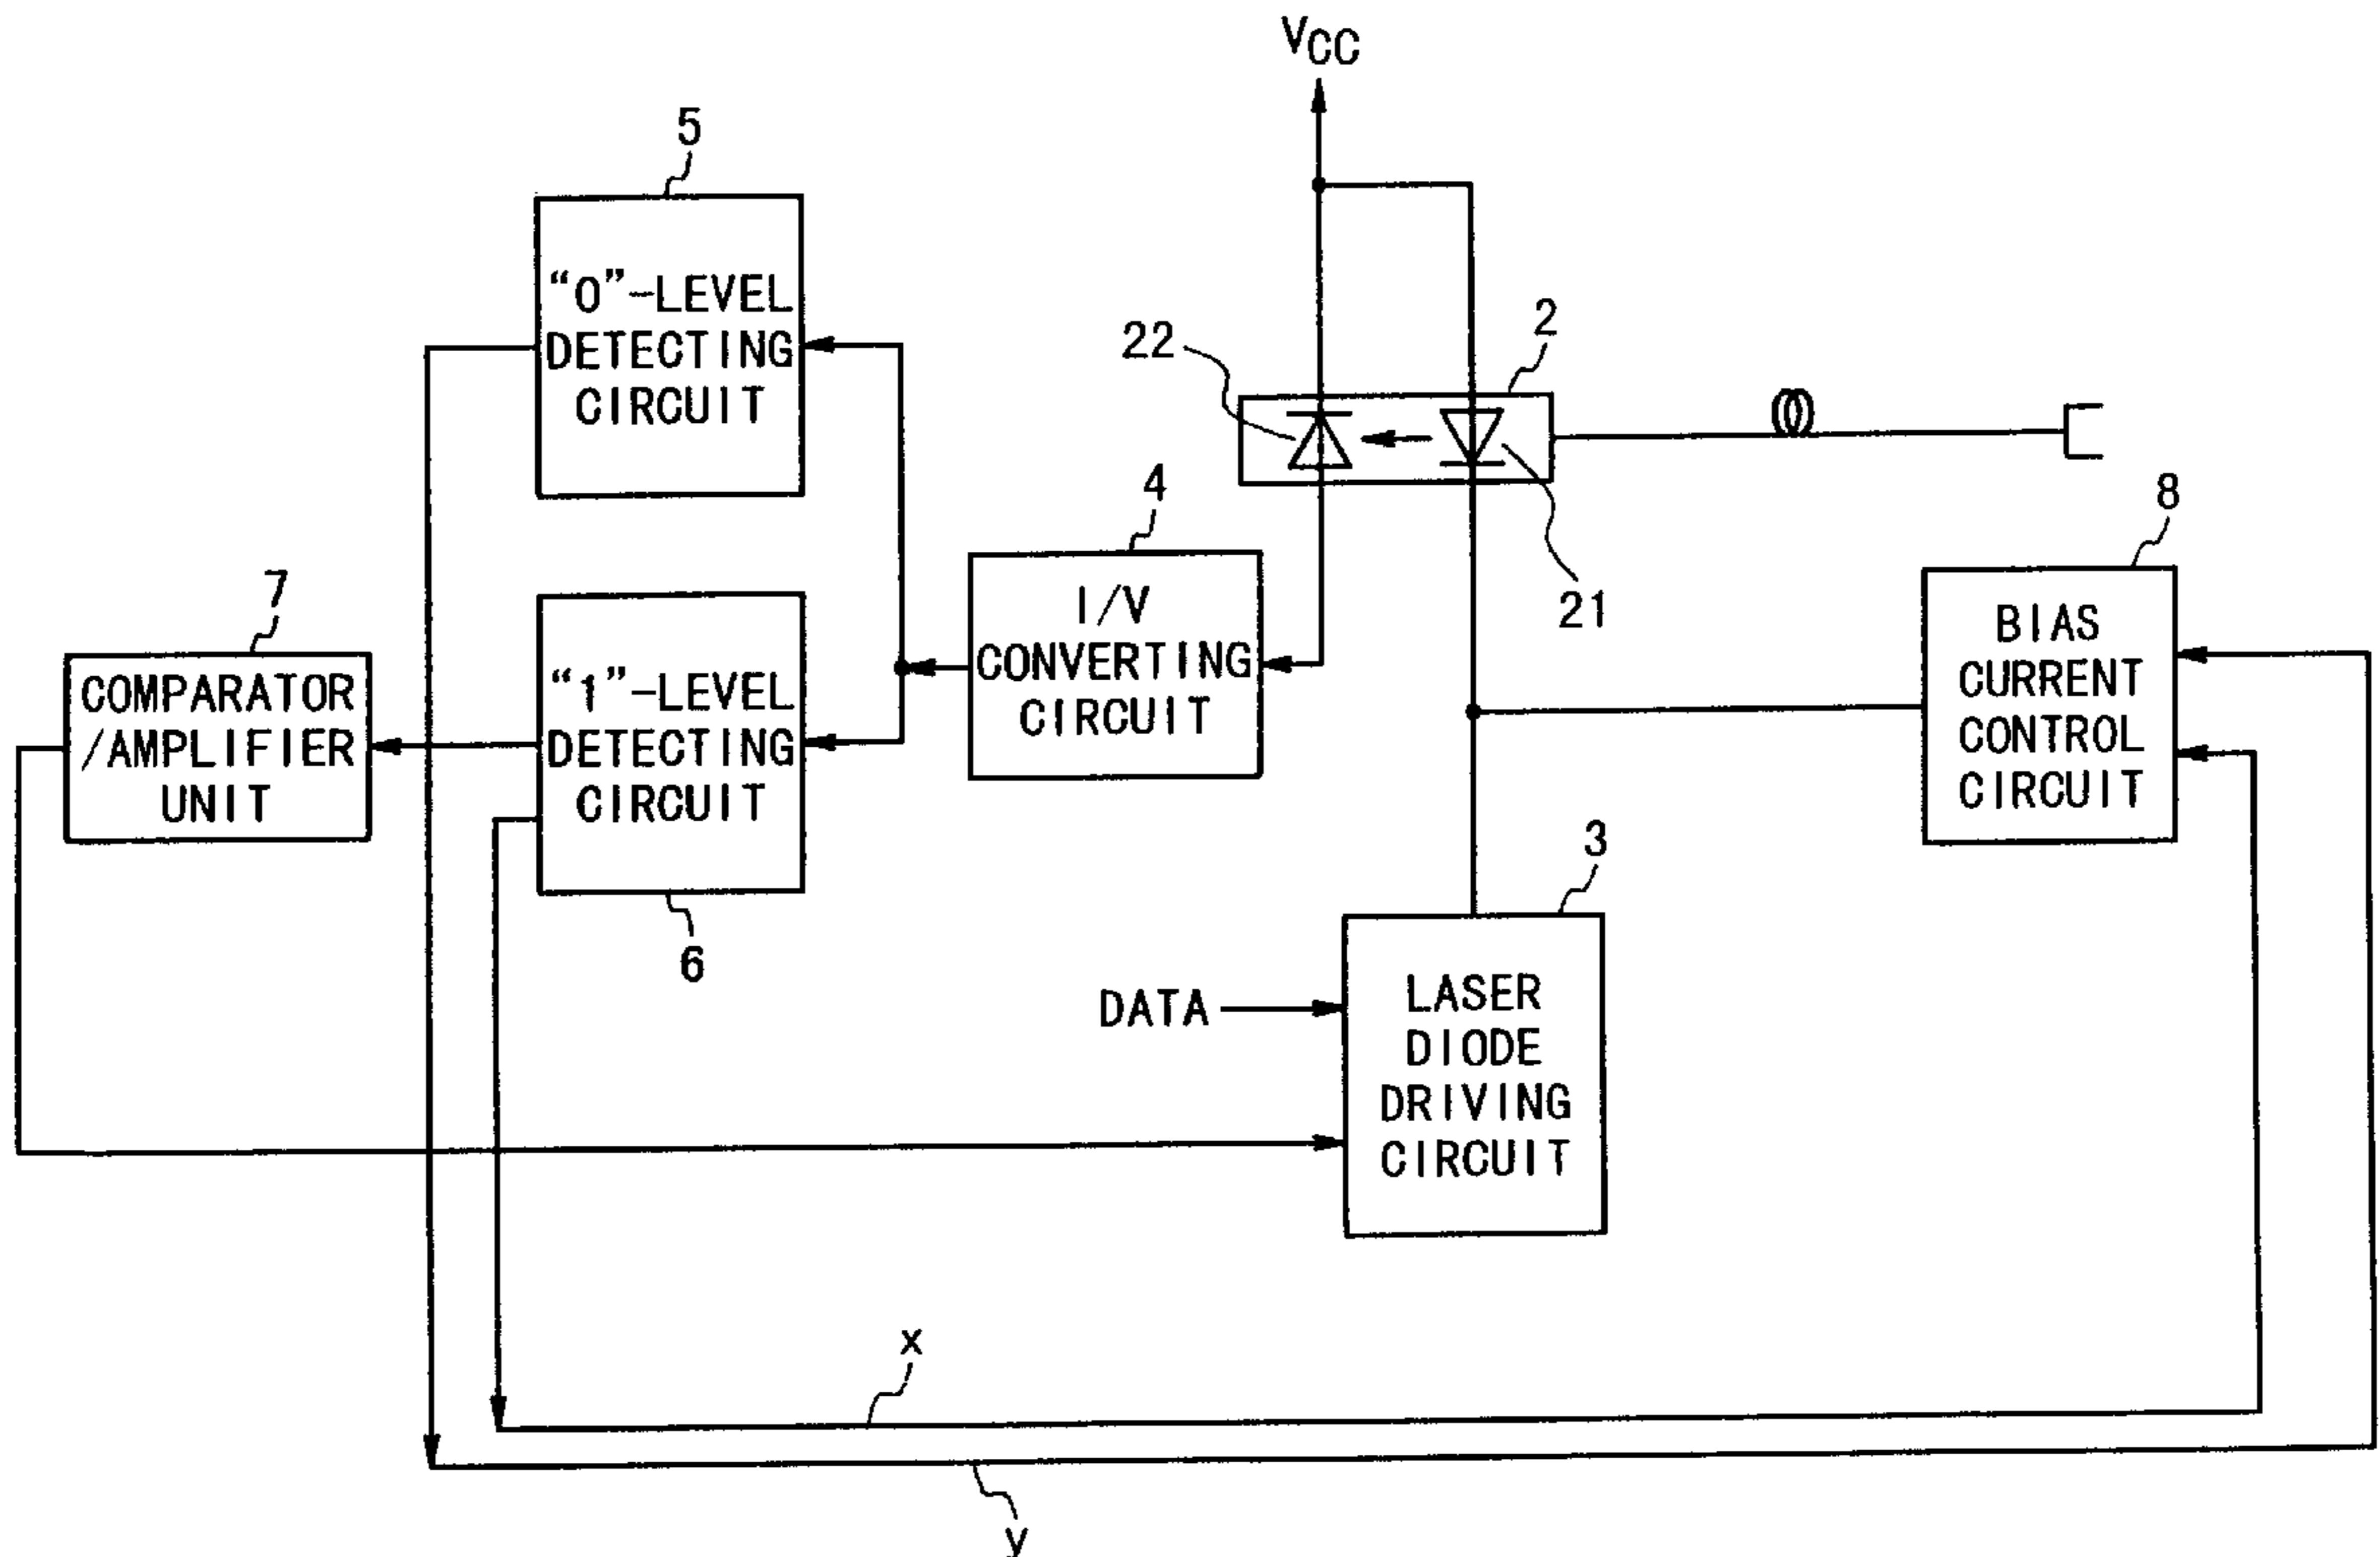 VCC
5
“0”-LEVEL
DETECTING
CIRCUIT
22
2
21
4
I/V
CONVERTING
CIRCUIT
8
BIAS
CURRENT
CONTROL
CIRCUIT
7
COMPARATOR
/AMPLIFIER
UNIT
“1”-LEVEL
DETECTING
CIRCUIT
6
3
DATA
LASER
DIODE
DRIVING
CIRCUIT
x
y